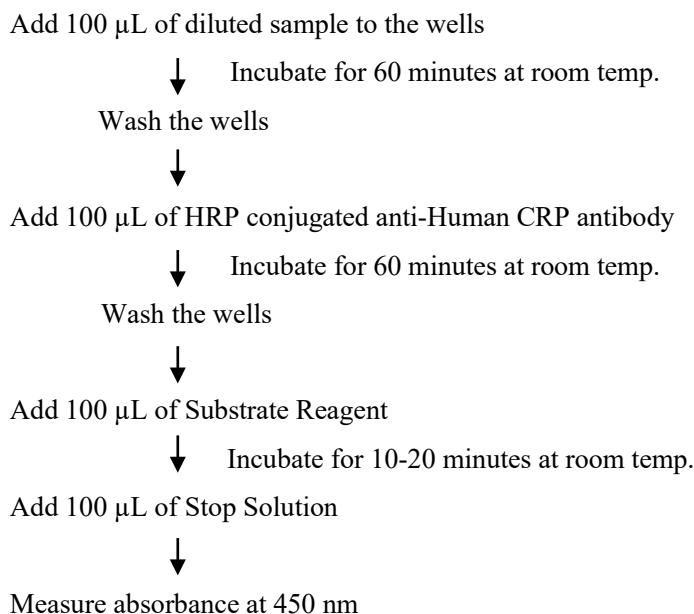 Add 100 µL of diluted sample to the wells
Incubate for 60 minutes at room temp.
Wash the wells
Add 100 µL of HRP conjugated anti-Human CRP antibody
Incubate for 60 minutes at room temp.
Wash the wells
Add 100 µL of Substrate Reagent
Incubate for 10-20 minutes at room temp.
Add 100 µL of Stop Solution
Measure absorbance at 450 nm